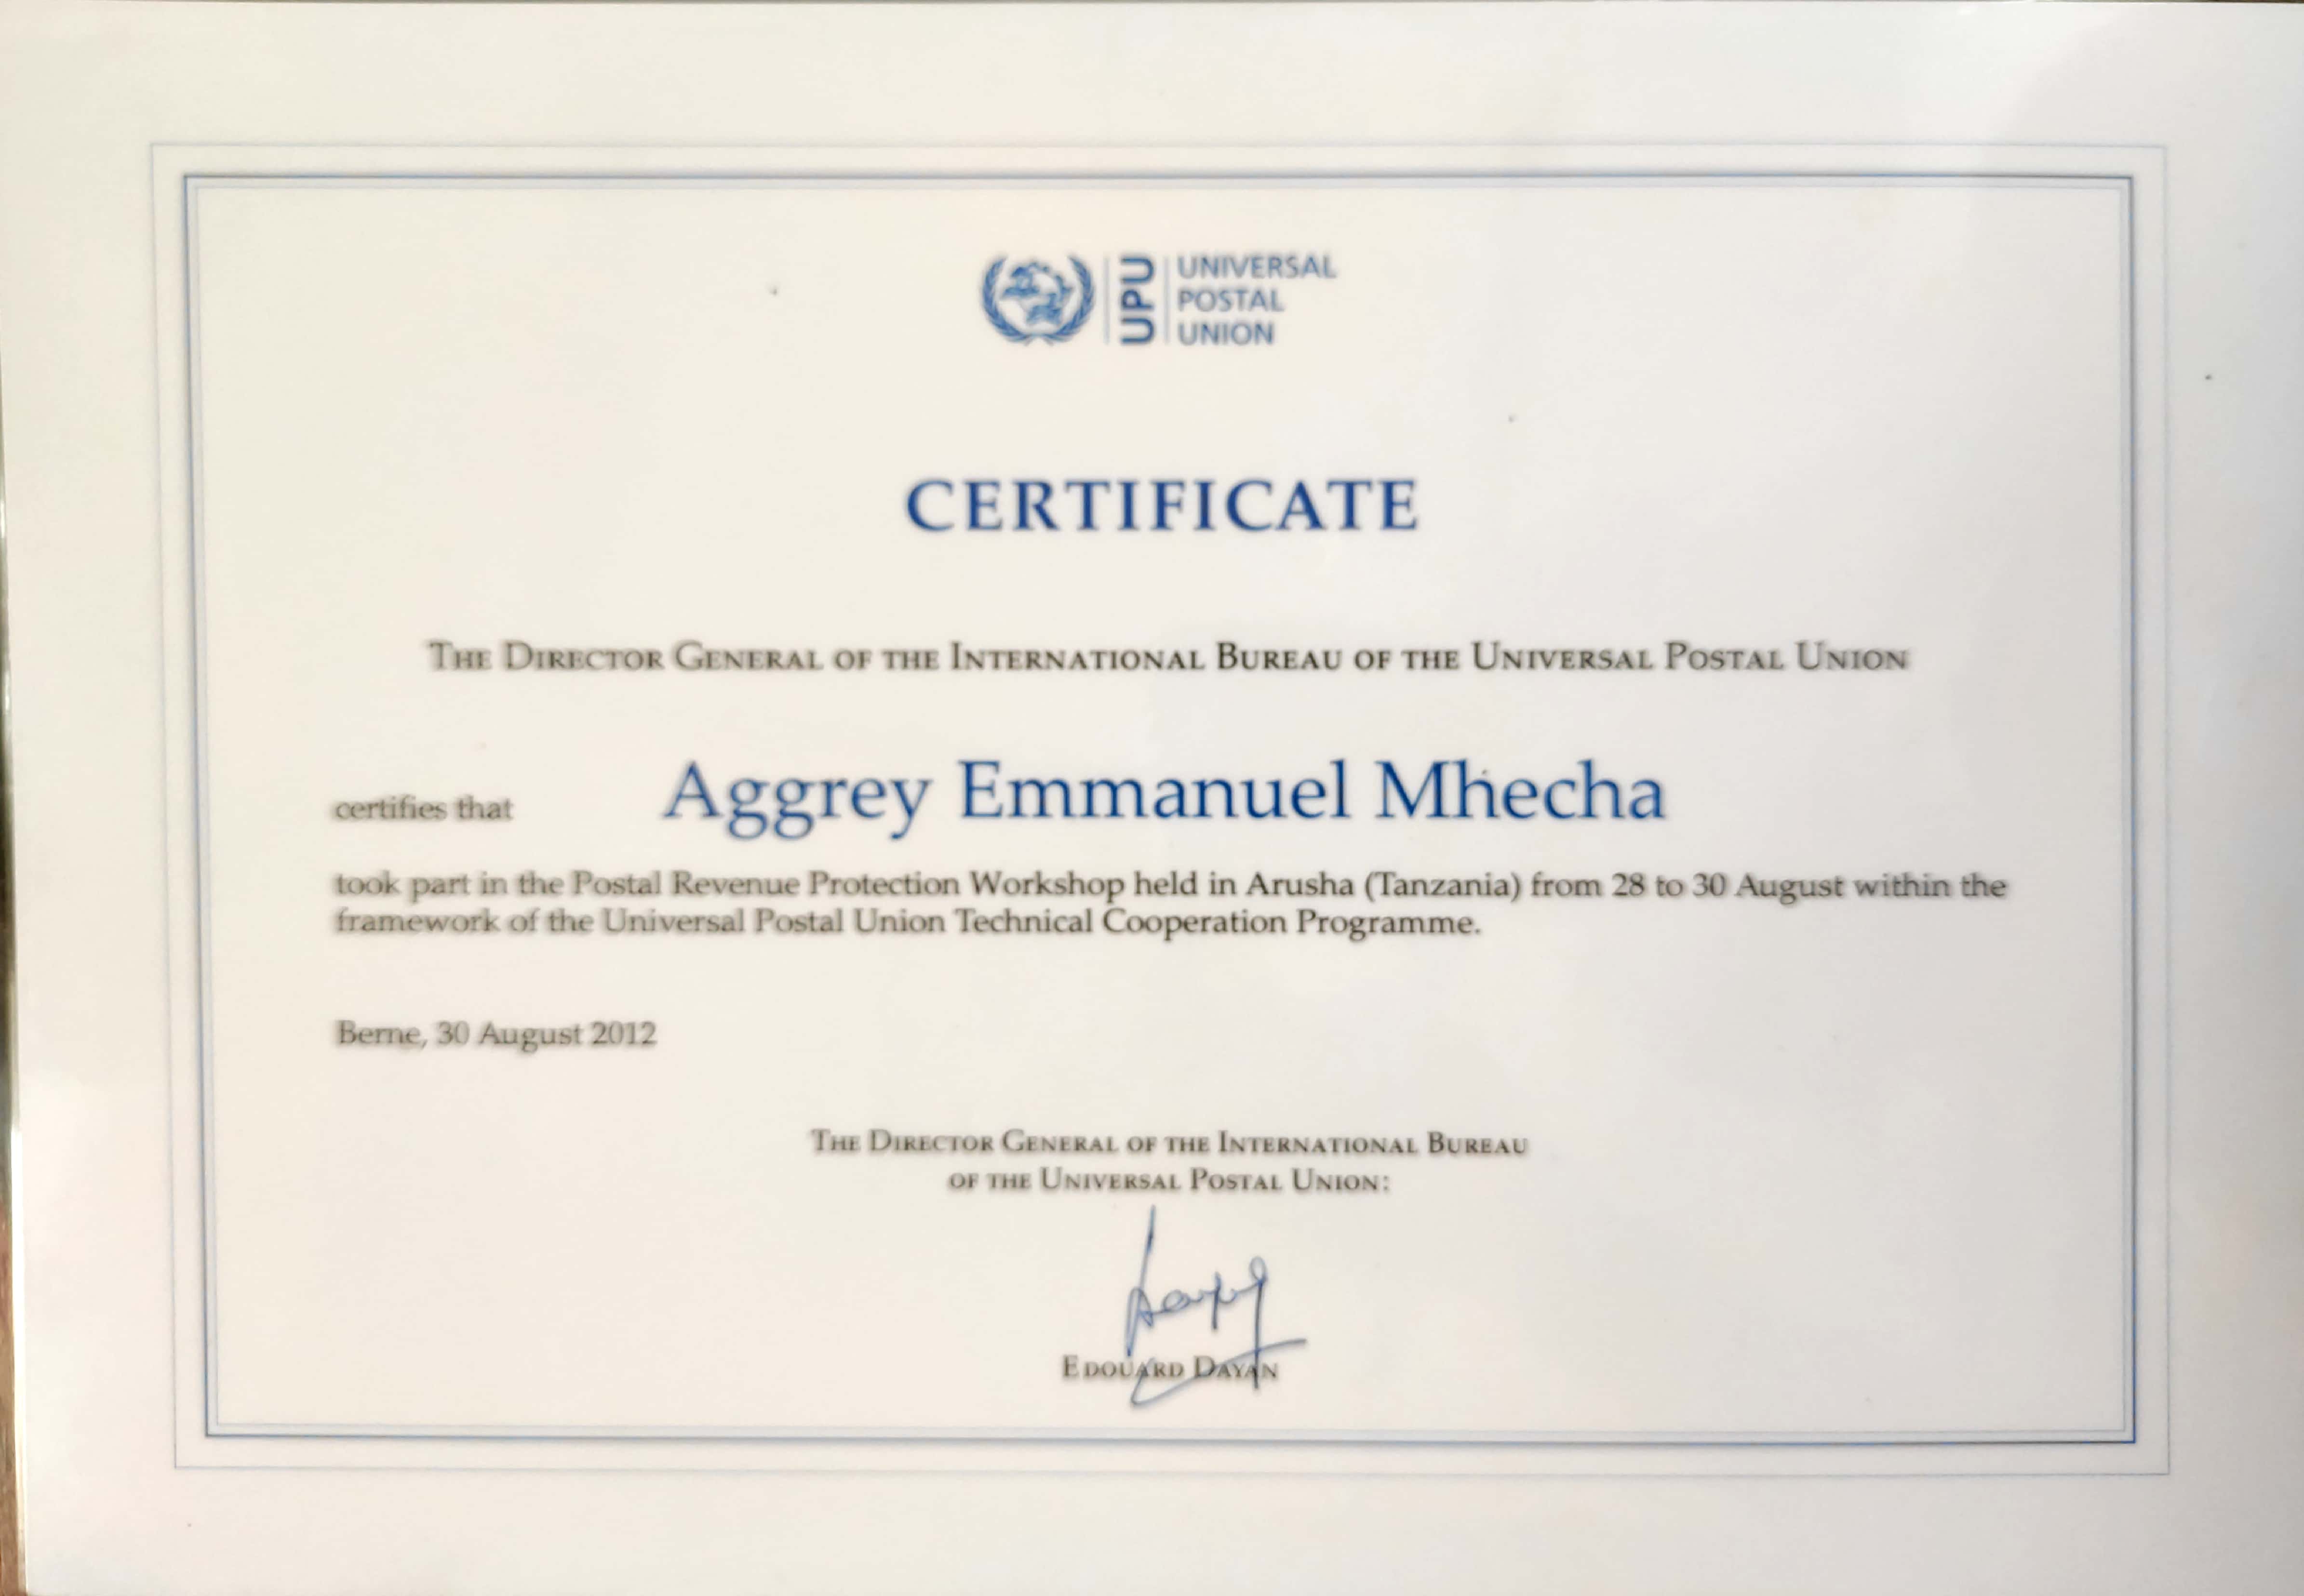 UPU
UNIVERSAL
POSTAL
UNION
CERTIFICATE
THE DIRECTOR GENERAL OF THE INTERNATIONAL BUREAU OF THE UNIVERSAL POSTAL UNION
certifies that Aggrey Emmanuel Mhecha
took part in the Postal Revenue Protection Workshop held in Arusha (Tanzania) from 28 to 30 August within the
framework of the Universal Postal Union Technical Cooperation Programme.
Berne, 30 August 2012
THE DIRECTOR GENERAL OF THE INTERNATIONAL BUREAU
OF THE UNIVERSAL POSTAL UNION:
EDOUARD DAYAN